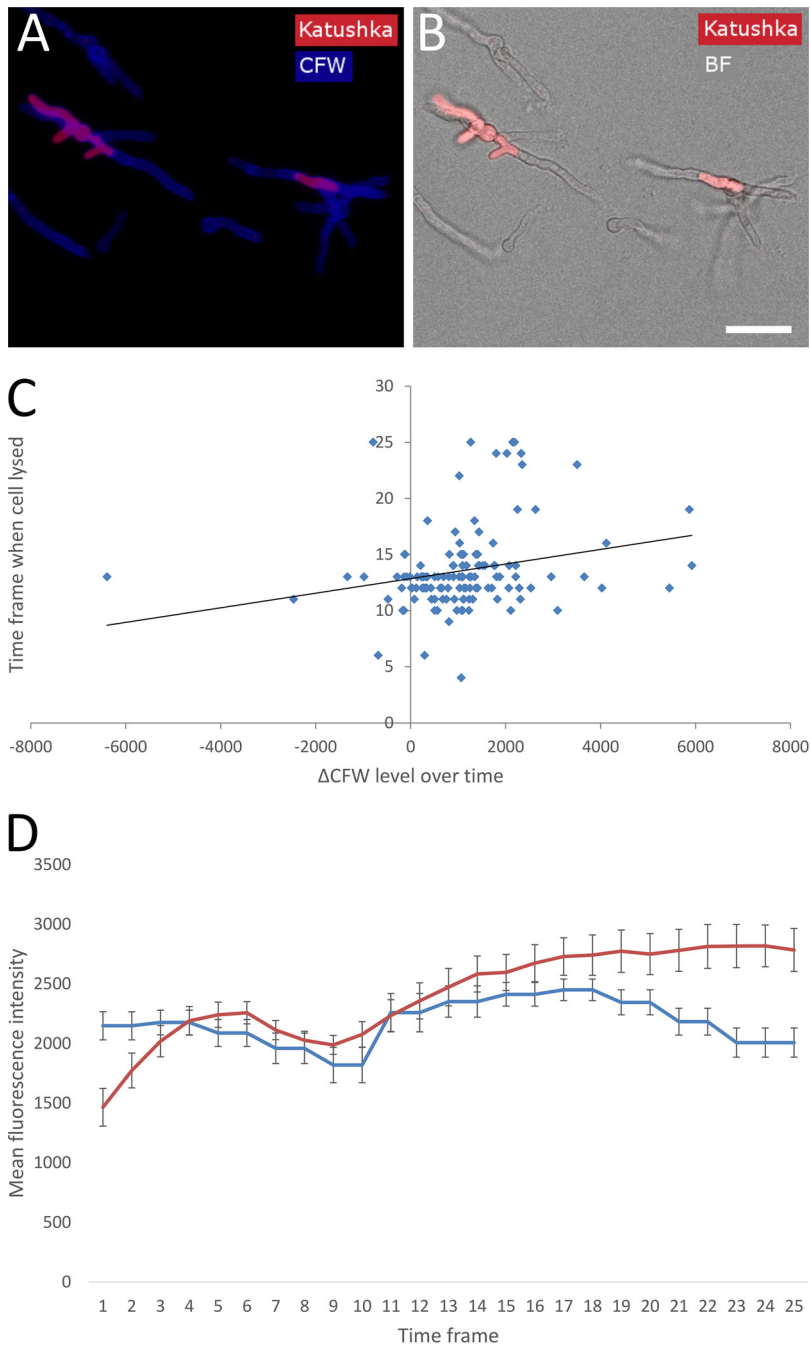 A
Katushka
CFW
B
Katushka
BF
C
Time frame when cell lysed
30
25
20
15
10
5
0
-8000 -6000 -4000 -2000 0 2000 4000 6000 8000
ΔCFW level over time
D
Mean fluorescence intensity
3500
3000
2500
2000
1500
1000
500
0
1 2 3 4 5 6 7 8 9 10 11 12 13 14 15 16 17 18 19 20 21 22 23 24 25
Time frame